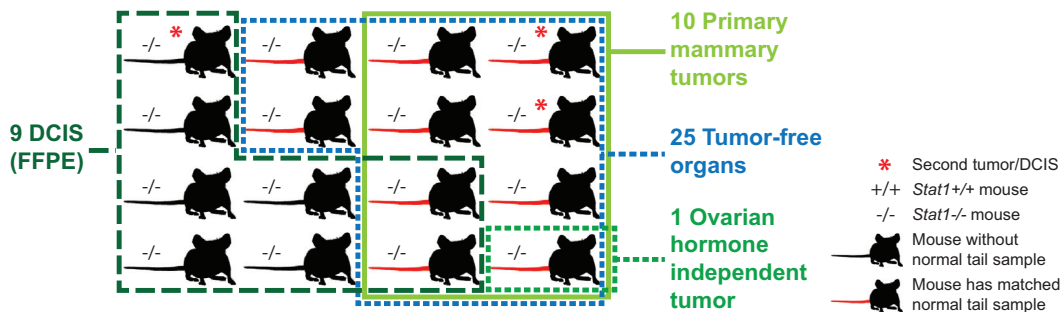 9 DCIS
(FFPE)
-/- * -/- -/- -/- *
-/- -/- -/- -/- *
-/- -/- -/- -/-
-/- -/- -/- -/-
10 Primary
mammary
tumors
25 Tumor-free
organs
1 Ovarian
hormone
independent
tumor
* Second tumor/DCIS
+/+ Stat1+/+ mouse
-/- Stat1-/- mouse
Mouse without
normal tail sample
Mouse has matched
normal tail sample